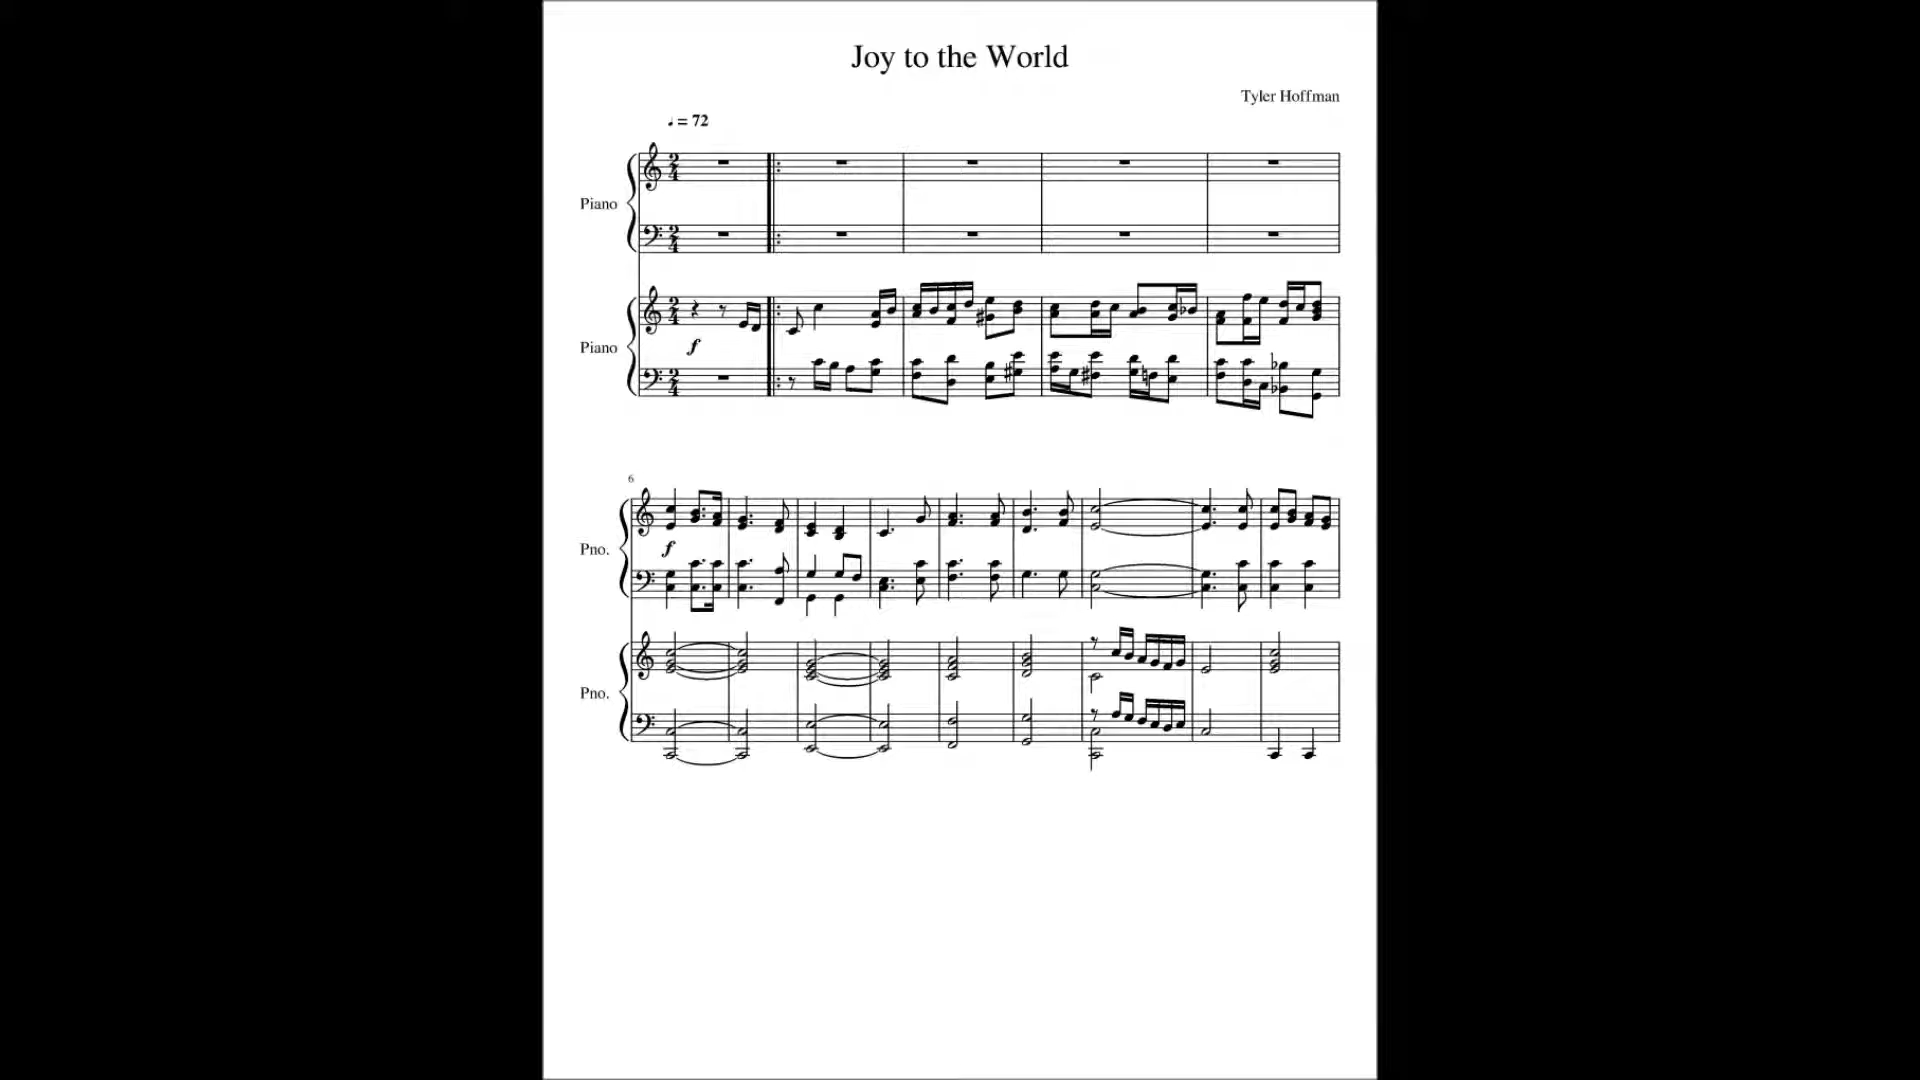 Joy to the World
Tyler Hoffman
♩ = 72
Piano
f
Piano
6
f
Pno.
Pno.